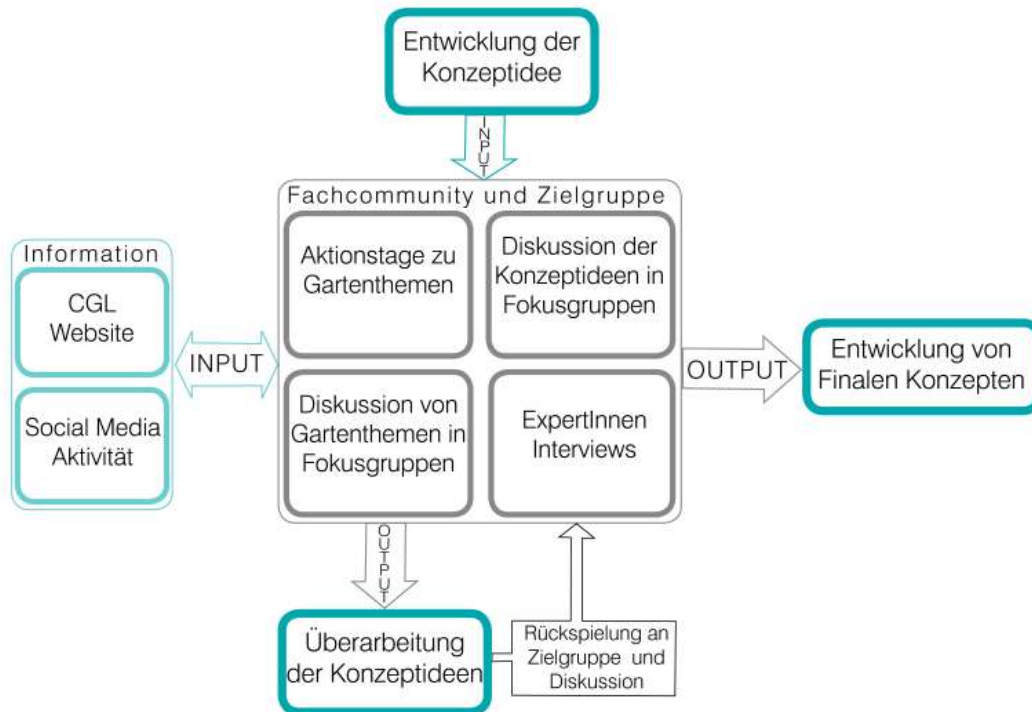 Entwicklung der
Konzeptidee
INPUT
Fachcommunity und Zielgruppe
Aktionstage zu
Gartenthemen
Diskussion der
Konzeptideen in
Fokusgruppen
Information
CGL
Website
Social Media
Aktivität
INPUT
Diskussion von
Gartenthemen in
Fokusgruppen
ExpertInnen
Interviews
OUTPUT
Entwicklung von
Finalen Konzepten
OUTPUT
Überarbeitung
der Konzeptideen
Rückspielung an
Zielgruppe und
Diskussion